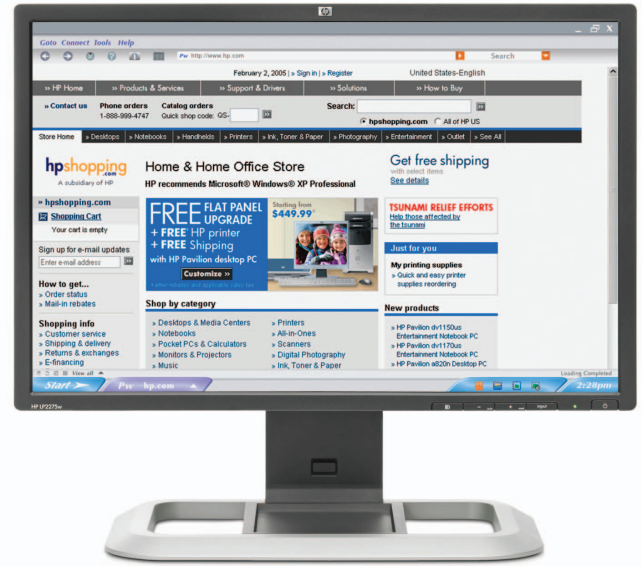 hp
Goto Connect Tools Help
Pw http://www.hp.com
Search
February 2, 2005 | » Sign in | » Register
United States-English
» HP Home
» Products & Services
» Support & Drivers
» Solutions
» How to Buy
» Contact us
Phone orders
1-888-999-4747
Catalog orders
Quick shop code: QS-
Search:
hpshopping.com
All of HP US
Store Home
» Desktops
» Notebooks
» Handhelds
» Printers
» Ink, Toner & Paper
» Photography
» Entertainment
» Outlet
» See All
hpshopping
.com
A subsidiary of HP
» hpshopping.com
Shopping Cart
Your cart is empty
Sign up for e-mail updates
Enter e-mail address
How to get...
» Order status
» Mail-in rebates
Shopping info
» Customer service
» Shipping & delivery
» Returns & exchanges
» E-financing
Home & Home Office Store
HP recommends Microsoft® Windows® XP Professional
FREE FLAT PANEL
UPGRADE
+ FREE* HP printer
+ FREE Shipping
with HP Pavilion desktop PC
Customize »
Starting from
$449.99*
Shop by category
» Desktops & Media Centers
» Notebooks
» Pocket PCs & Calculators
» Monitors & Projectors
» Music
» Printers
» All-in-Ones
» Scanners
» Digital Photography
» Ink, Toner & Paper
Get free shipping
with select items
See details
TSUNAMI RELIEF EFFORTS
Help those affected by
the tsunami
Just for you
My printing supplies
» Quick and easy printer
supplies reordering
New products
» HP Pavilion dv1150us
Entertainment Notebook PC
» HP Pavilion dv1170us
Entertainment Notebook PC
» HP Pavilion a820n Desktop PC
View all
Loading Completed
Start
Pw hp.com
2:28pm
HP LP2275w
input